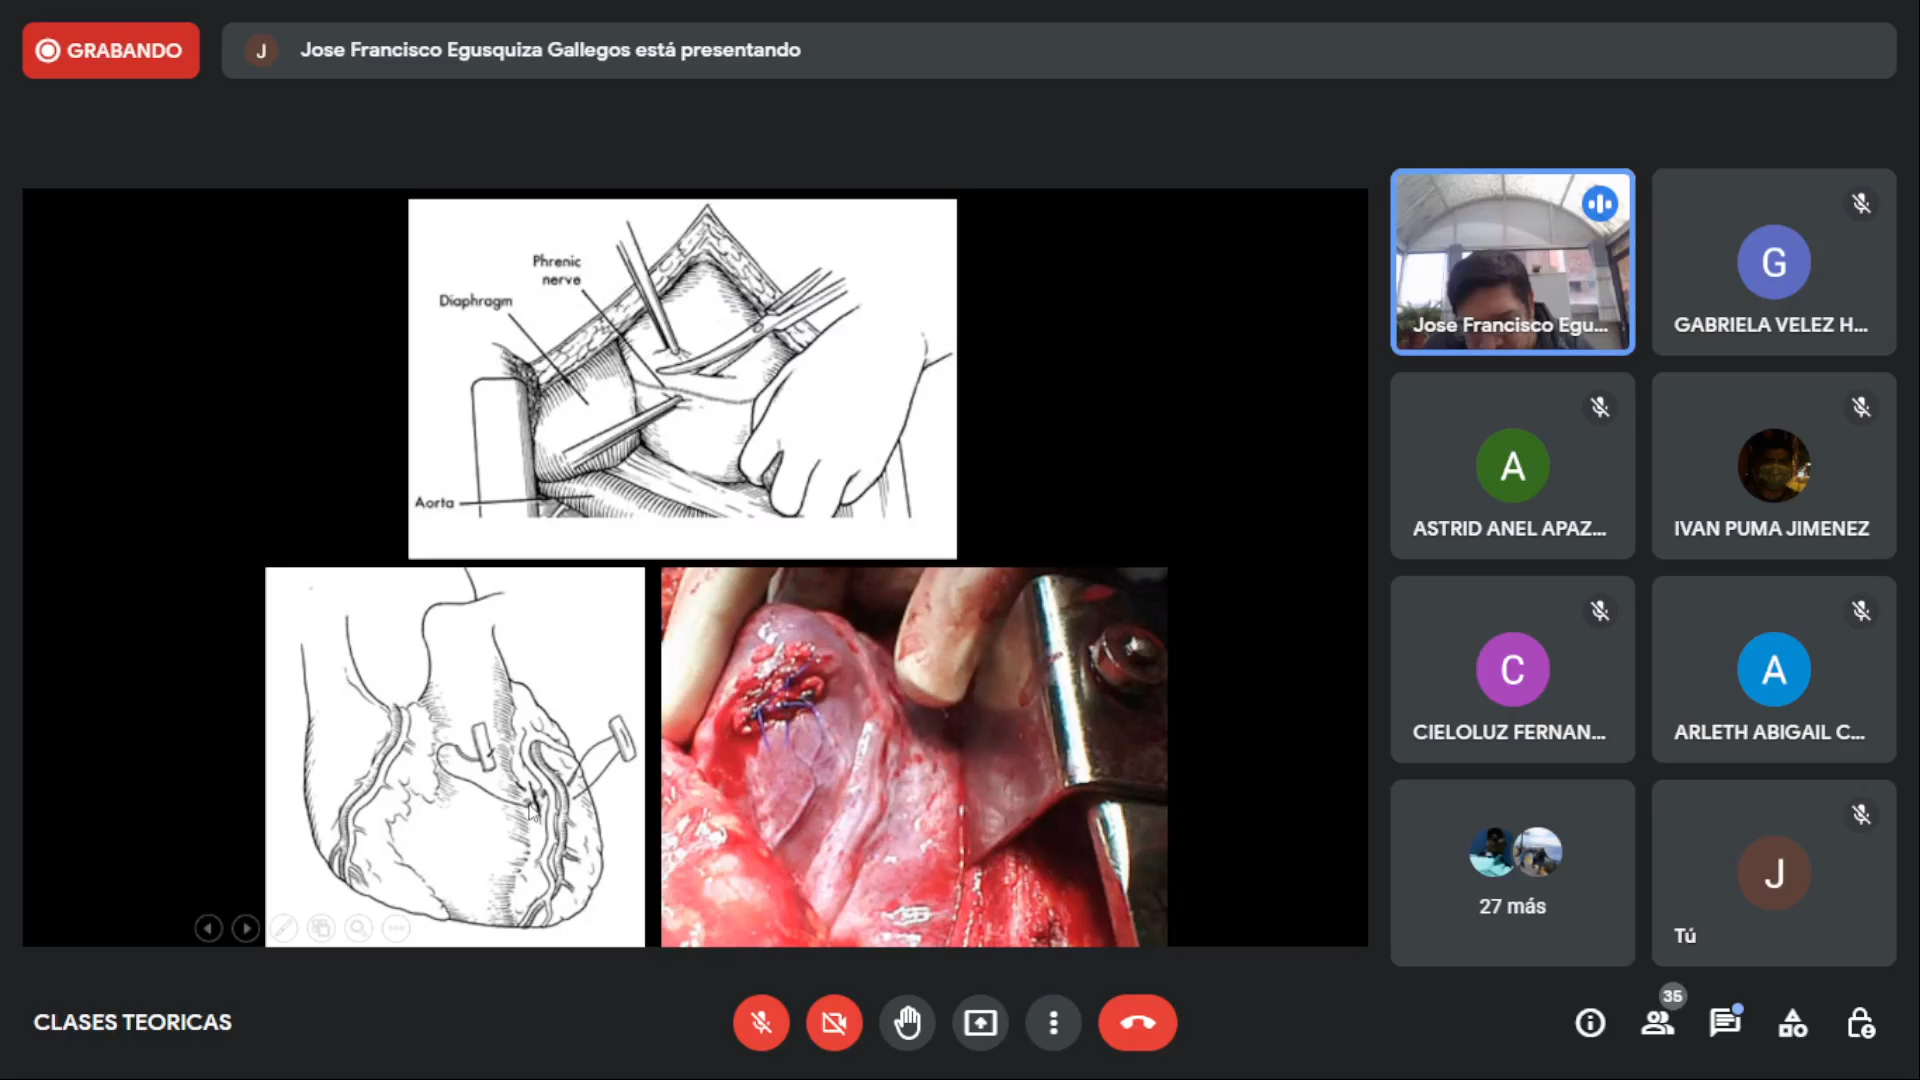 GRABANDO
J
Jose Francisco Egusquiza Gallegos está presentando
Phrenic
nerve
Diaphragm
Aorta
Jose Francisco Egu...
G
GABRIELA VELEZ H...
A
ASTRID ANEL APAZ...
IVAN PUMA JIMENEZ
C
CIELOLUZ FERNAN...
A
ARLETH ABIGAIL C...
27 más
J
Tú
CLASES TEORICAS
35